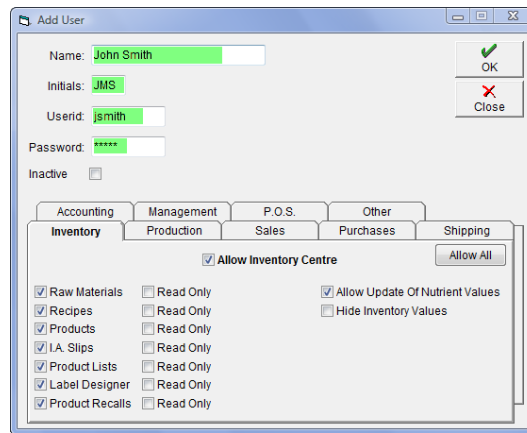 Add User
Name: John Smith
OK
Initials: JMS
Close
Userid: jsmith
Password: *****
Inactive
Accounting Management P.O.S. Other
Inventory Production Sales Purchases Shipping
Allow Inventory Centre
Allow All
Raw Materials Read Only Allow Update Of Nutrient Values
Recipes Read Only Hide Inventory Values
Products Read Only
I.A. Slips Read Only
Product Lists Read Only
Label Designer Read Only
Product Recalls Read Only